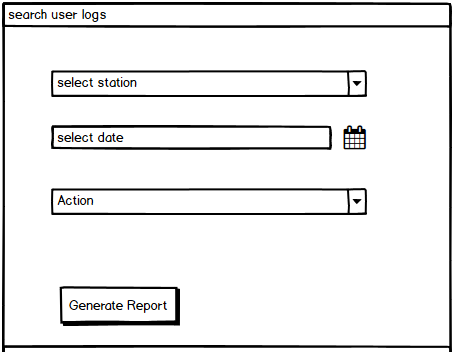 search user logs
select station
select date
Action
Generate Report